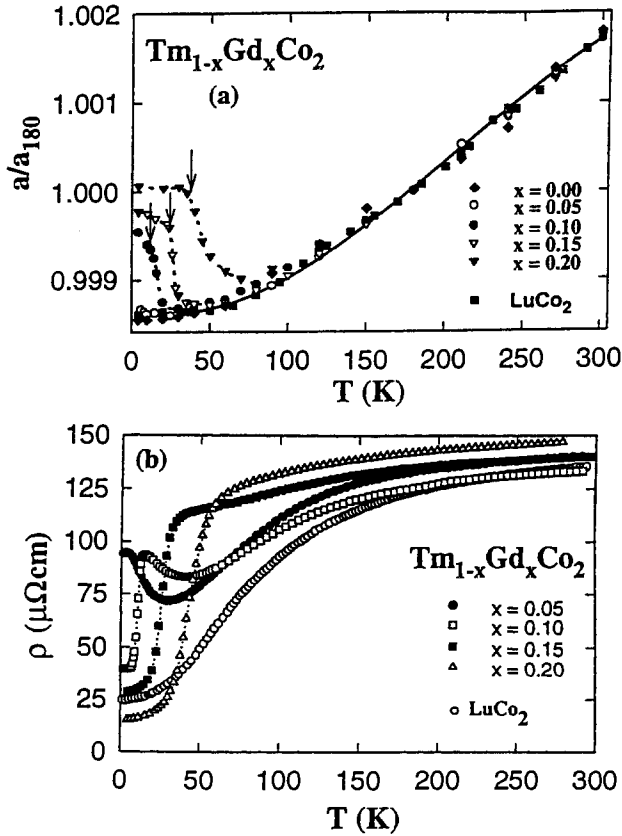 1.002
Tm1-xGdxCo2
(a)
1.001
a/a180
1.000
x = 0.00
x = 0.05
x = 0.10
x = 0.15
x = 0.20
0.999
LuCo2
0 50 100 150 200 250 300
T (K)
150
(b)
125
100
Tm1-xGdxCo2
ρ (μΩcm)
75
x = 0.05
x = 0.10
50
x = 0.15
x = 0.20
25
LuCo2
0
0 50 100 150 200 250 300
T (K)